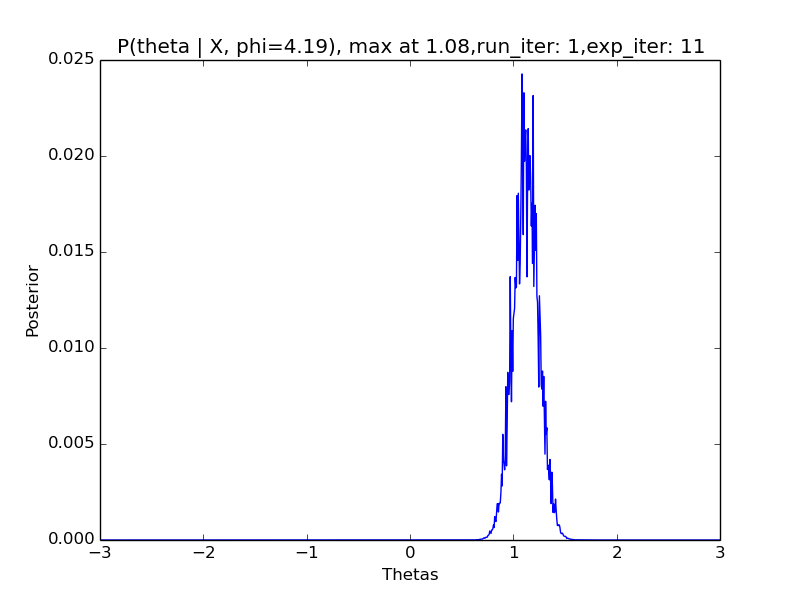 P(theta | X, phi=4.19), max at 1.08,run_iter: 1,exp_iter: 11
0.025
0.020
0.015
0.010
0.005
0.000
Posterior
−3 −2 −1 0 1 2 3
Thetas